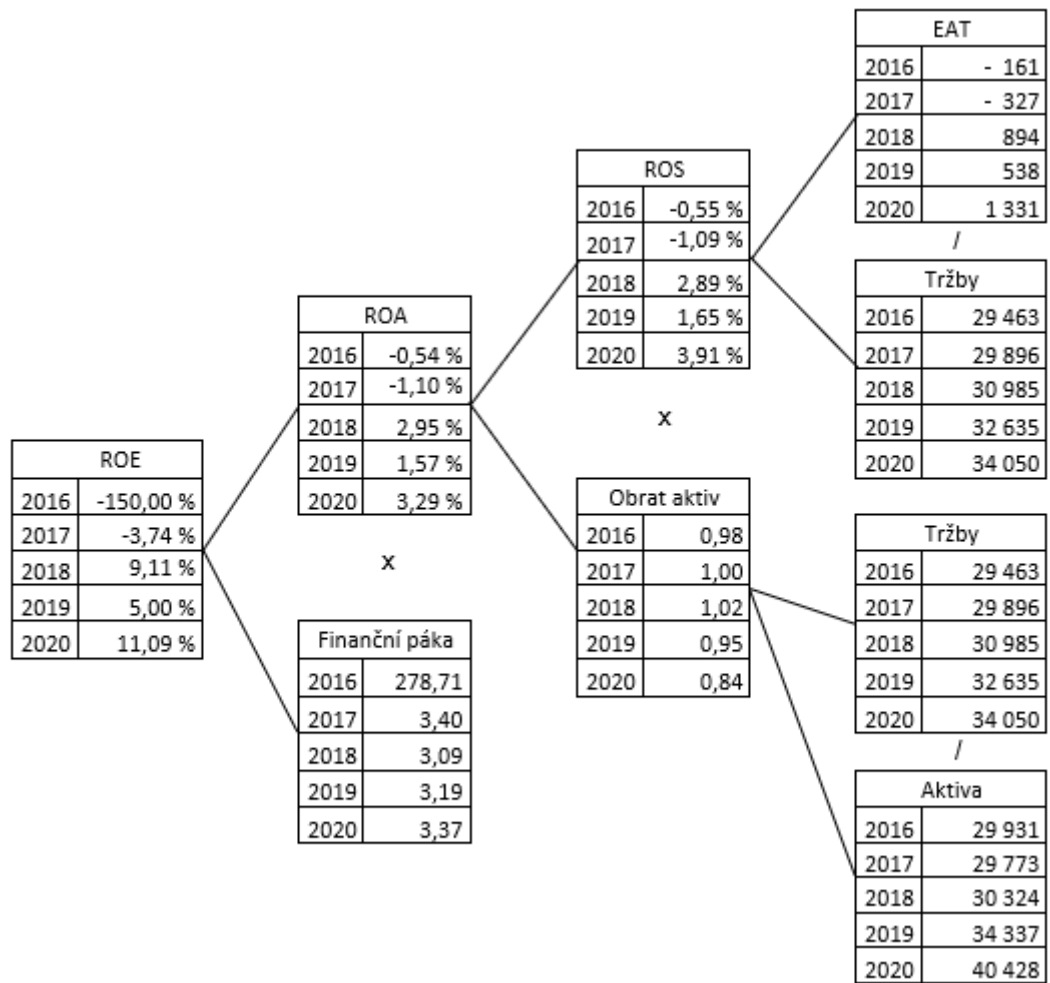 ROE
2016 -150,00 %
2017 -3,74 %
2018 9,11 %
2019 5,00 %
2020 11,09 %
ROA
2016 -0,54 %
2017 -1,10 %
2018 2,95 %
2019 1,57 %
2020 3,29 %
x
Finanční páka
2016 278,71
2017 3,40
2018 3,09
2019 3,19
2020 3,37
ROS
2016 -0,55 %
2017 -1,09 %
2018 2,89 %
2019 1,65 %
2020 3,91 %
x
Obrat aktiv
2016 0,98
2017 1,00
2018 1,02
2019 0,95
2020 0,84
EAT
2016 - 161
2017 - 327
2018 894
2019 538
2020 1 331
/
Tržby
2016 29 463
2017 29 896
2018 30 985
2019 32 635
2020 34 050
Tržby
2016 29 463
2017 29 896
2018 30 985
2019 32 635
2020 34 050
/
Aktiva
2016 29 931
2017 29 773
2018 30 324
2019 34 337
2020 40 428